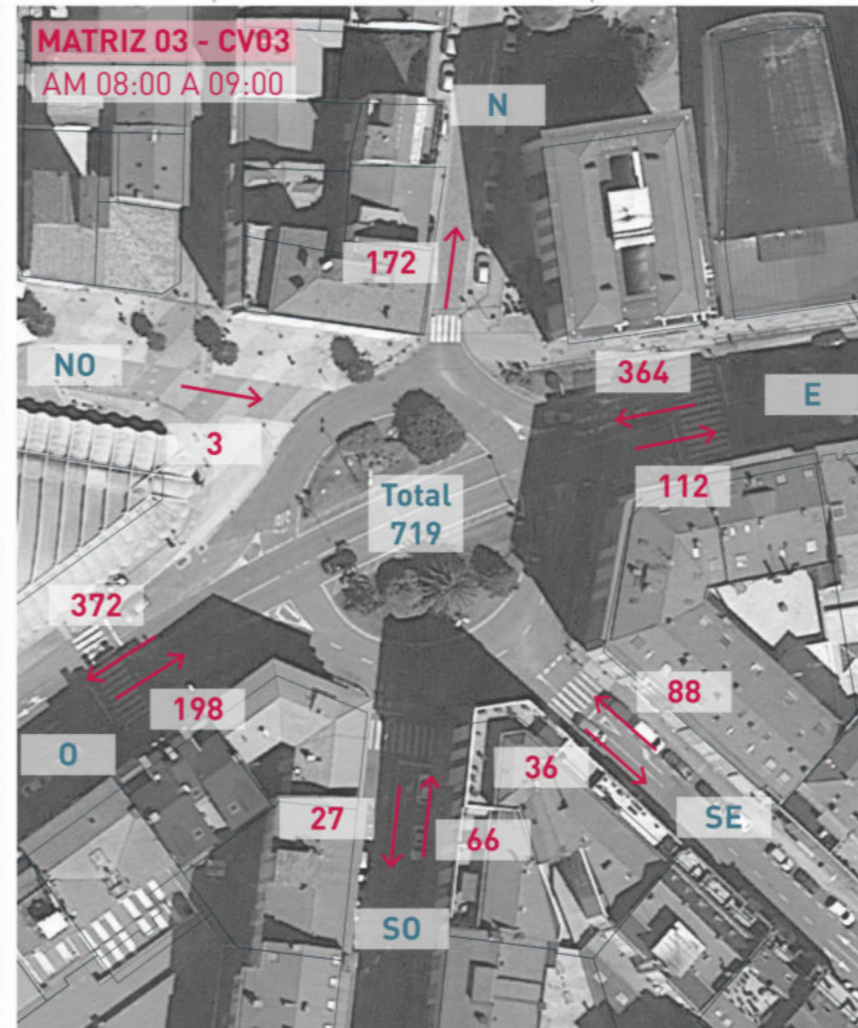 MATRIZ 03 - CV03
AM 08:00 A 09:00
N
172
NO
364
E
3
112
Total
719
372
198
88
O
36
27
66
SE
SO